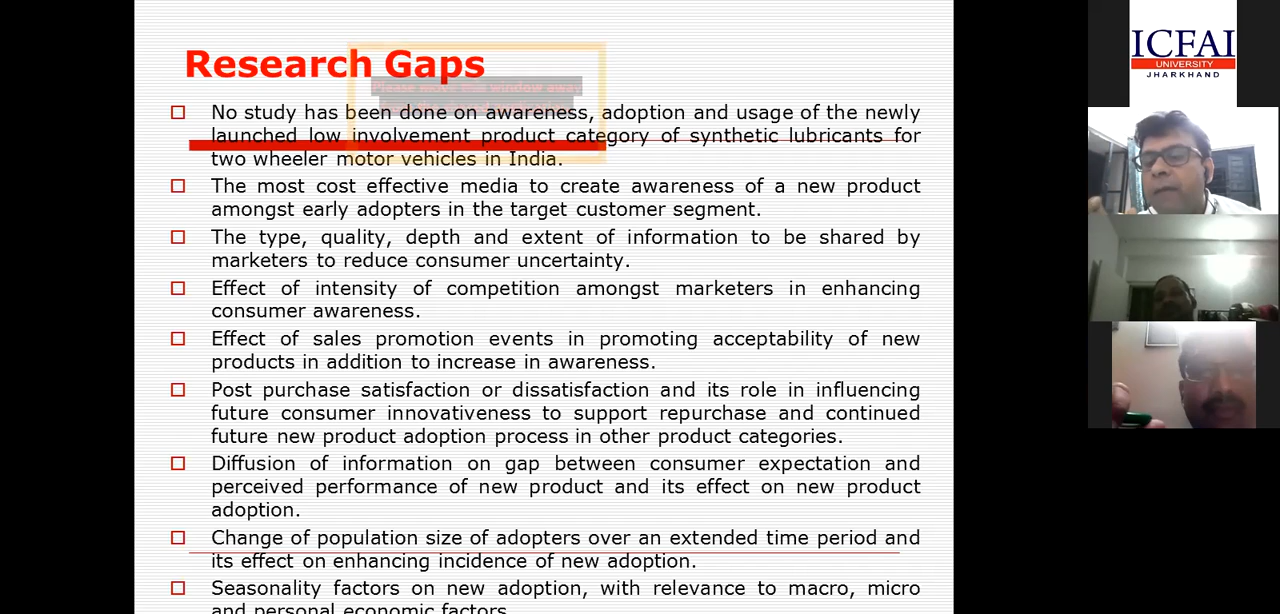 Research Gaps
Please move this window away
No study has been done on awareness, adoption and usage of the newly
launched low involvement product category of synthetic lubricants for
two wheeler motor vehicles in India.
The most cost effective media to create awareness of a new product
amongst early adopters in the target customer segment.
The type, quality, depth and extent of information to be shared by
marketers to reduce consumer uncertainty.
Effect of intensity of competition amongst marketers in enhancing
consumer awareness.
Effect of sales promotion events in promoting acceptability of new
products in addition to increase in awareness.
Post purchase satisfaction or dissatisfaction and its role in influencing
future consumer innovativeness to support repurchase and continued
future new product adoption process in other product categories.
Diffusion of information on gap between consumer expectation and
perceived performance of new product and its effect on new product
adoption.
Change of population size of adopters over an extended time period and
its effect on enhancing incidence of new adoption.
Seasonality factors on new adoption, with relevance to macro, micro
and personal economic factors.
ICFAI
UNIVERSITY
JHARKHAND